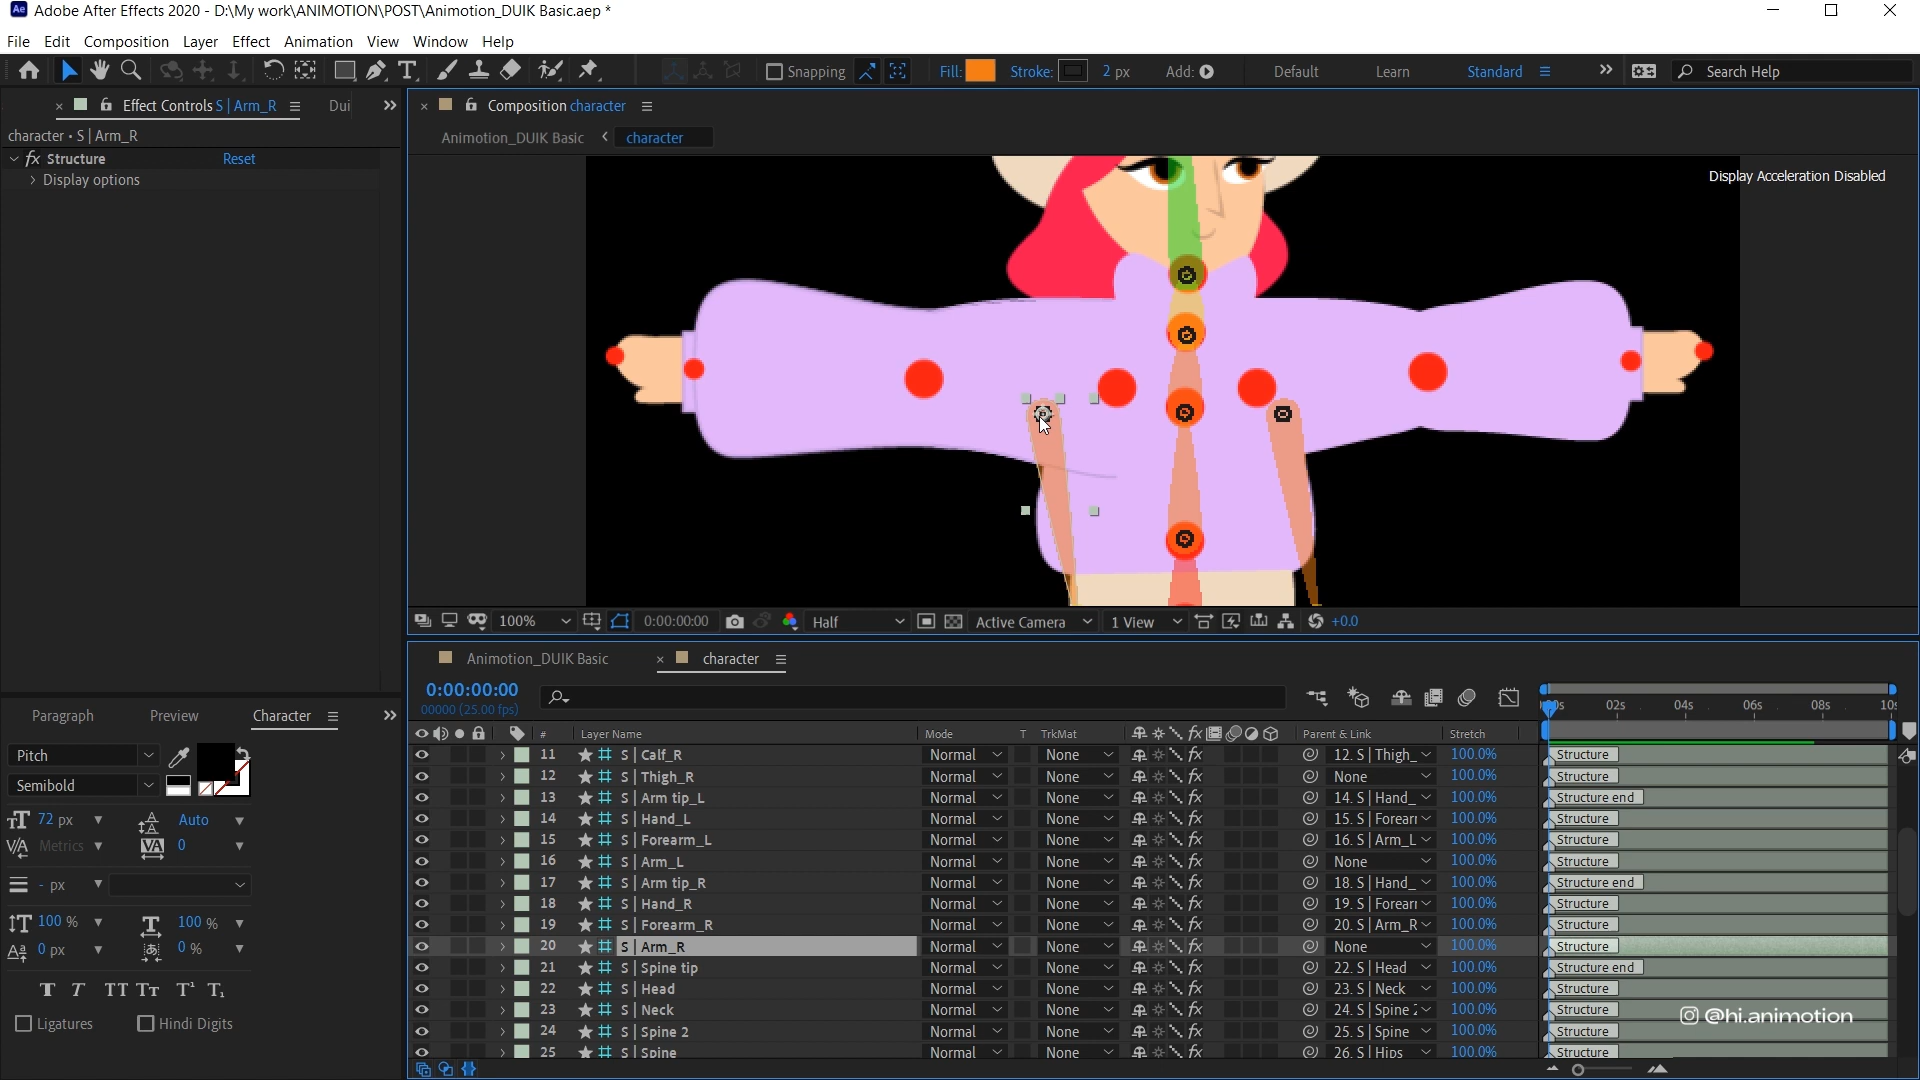 Adobe After Effects 2020 - D:\My work\ANIMOTION\POST\Animotion_DUIK Basic.aep *
File Edit Composition Layer Effect Animation View Window Help
Snapping Fill: Stroke: 2 px Add: Default Learn Standard Search Help
Effect Controls S | Arm_R Dui
Composition character
character • S | Arm_R
Animotion_DUIK Basic character
fx Structure Reset
Display options
Display Acceleration Disabled
100% 0:00:00:00 Half Active Camera 1 View +0.0
Animotion_DUIK Basic character
0:00:00:00
00000 (25.00 fps)
02s 04s 06s 08s 10s
# Layer Name Mode T TrkMat Parent & Link Stretch
11 S | Calf_R Normal None 12. S | Thigh_ 100.0% Structure
12 S | Thigh_R Normal None None 100.0% Structure
13 S | Arm tip_L Normal None 14. S | Hand_ 100.0% Structure end
14 S | Hand_L Normal None 15. S | Forearm 100.0% Structure
15 S | Forearm_L Normal None 16. S | Arm_L 100.0% Structure
16 S | Arm_L Normal None None 100.0% Structure
17 S | Arm tip_R Normal None 18. S | Hand_ 100.0% Structure end
18 S | Hand_R Normal None 19. S | Forearm 100.0% Structure
19 S | Forearm_R Normal None 20. S | Arm_R 100.0% Structure
20 S | Arm_R Normal None None 100.0% Structure
21 S | Spine tip Normal None 22. S | Head 100.0% Structure end
22 S | Head Normal None 23. S | Neck 100.0% Structure
23 S | Neck Normal None 24. S | Spine 2 100.0% Structure
24 S | Spine 2 Normal None 25. S | Spine 100.0% Structure
25 S | Spine Normal None 26. S | Hips 100.0% Structure
Paragraph Preview Character
Pitch
Semibold
72 px Auto
Metrics 0
- px
100 % 100 %
0 px 0 %
T T TT Tt T¹ T₁
Ligatures Hindi Digits
@hi.animotion